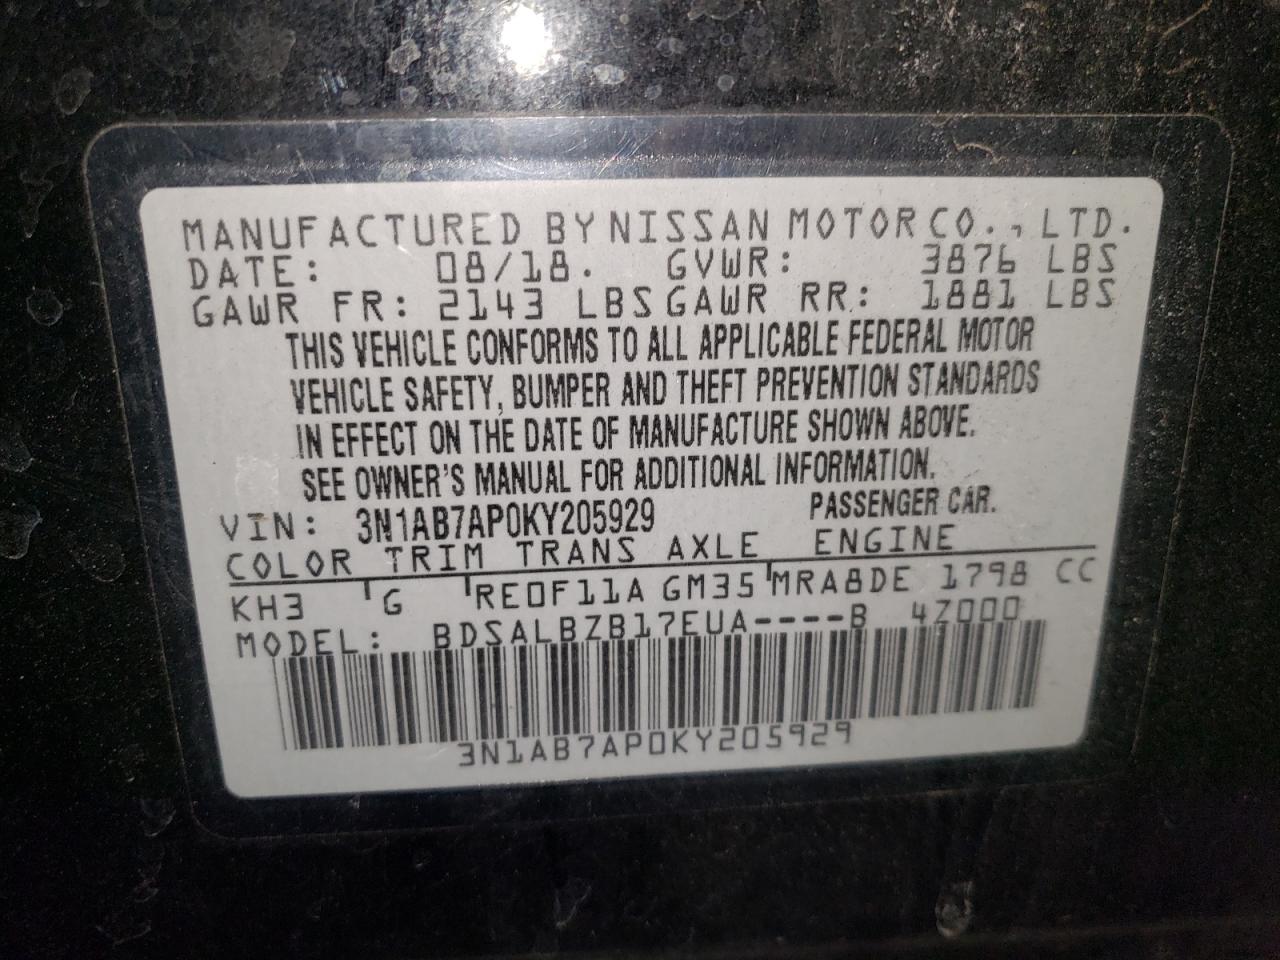 MANUFACTURED BY NISSAN MOTOR CO., LTD.
DATE: 08/18. GVWR: 3876 LBS
GAWR FR: 2143 LBS GAWR RR: 1881 LBS
THIS VEHICLE CONFORMS TO ALL APPLICABLE FEDERAL MOTOR
VEHICLE SAFETY, BUMPER AND THEFT PREVENTION STANDARDS
IN EFFECT ON THE DATE OF MANUFACTURE SHOWN ABOVE.
SEE OWNER'S MANUAL FOR ADDITIONAL INFORMATION.
VIN: 3N1AB7AP0KY205929 PASSENGER CAR.
COLOR TRIM TRANS AXLE ENGINE
KH3 G RE0F11A GM35 MRA8DE 1798 CC
MODEL: BDSALBZB17EUA----B 4Z000
3N1AB7AP0KY205929